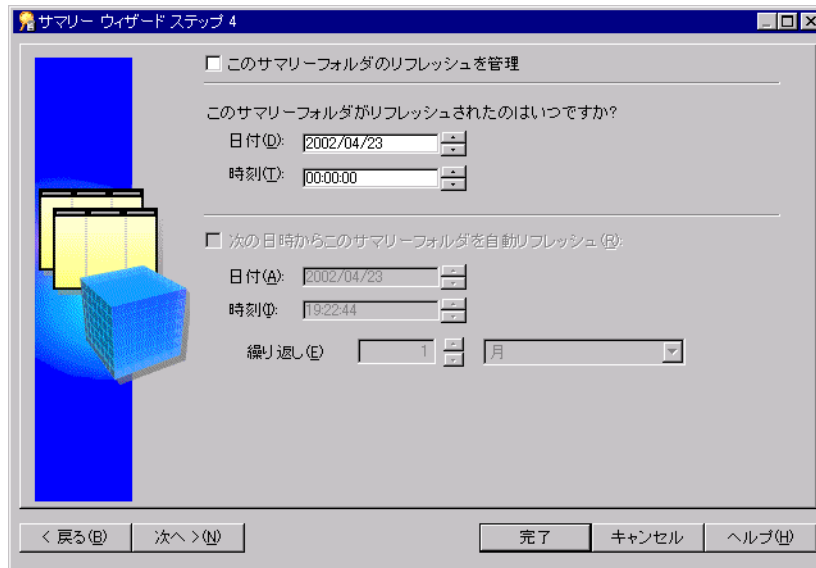 サマリー ウィザード ステップ 4
このサマリーフォルダのリフレッシュを管理
このサマリーフォルダがリフレッシュされたのはいつですか?
日付(D): 2002/04/23
時刻(T): 00:00:00
次の日時からこのサマリーフォルダを自動リフレッシュ(R):
日付(A): 2002/04/23
時刻(I): 19:22:44
繰り返し(E) 1 月
< 戻る(B) 次へ >(N) 完了 キャンセル ヘルプ(H)